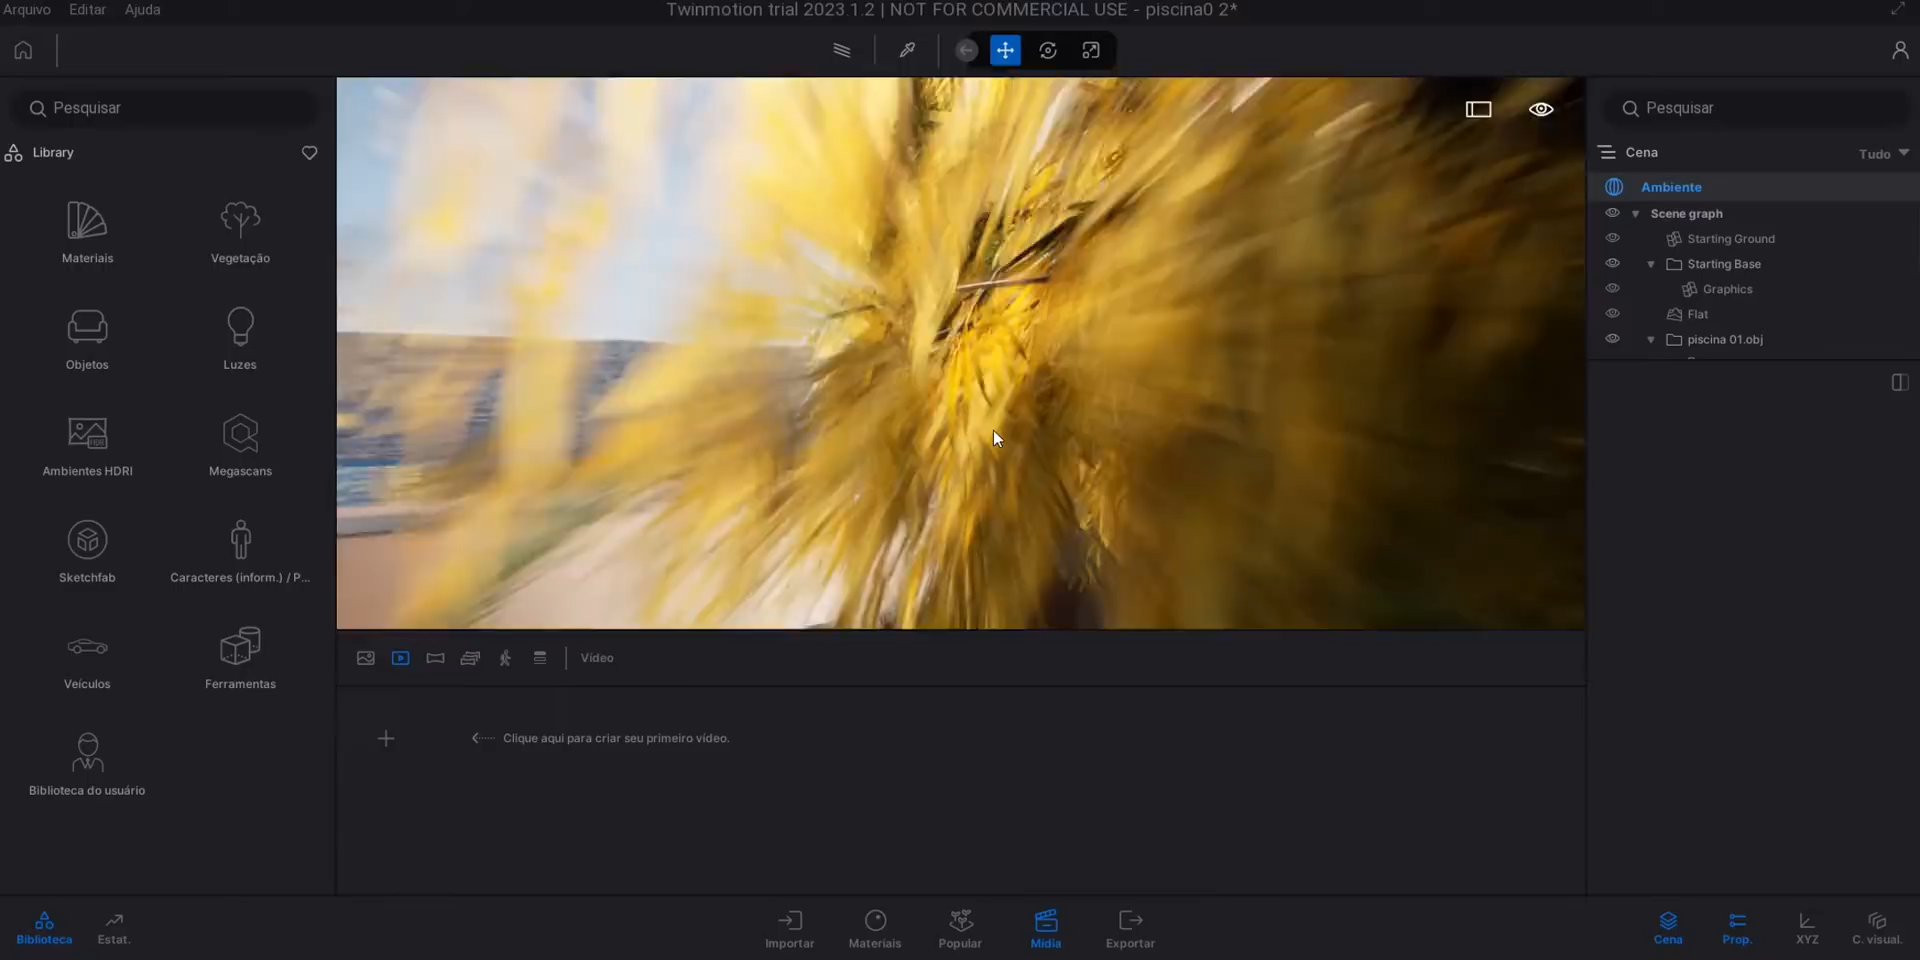 Arquivo Editar Ajuda
Twinmotion trial 2023.1.2 | NOT FOR COMMERCIAL USE - piscina0 2*
Pesquisar
Library
Materiais
Vegetação
Objetos
Luzes
HDR
Ambientes HDRI
Megascans
Sketchfab
Caracteres (inform.) / P...
Veículos
Ferramentas
Biblioteca do usuário
Pesquisar
Cena
Tudo
Ambiente
Scene graph
Starting Ground
Starting Base
Graphics
Flat
piscina 01.obj
Vídeo
Clique aqui para criar seu primeiro vídeo.
Biblioteca
Estat.
Importar
Materiais
Popular
Mídia
Exportar
Cena
Prop.
XYZ
C. visual.